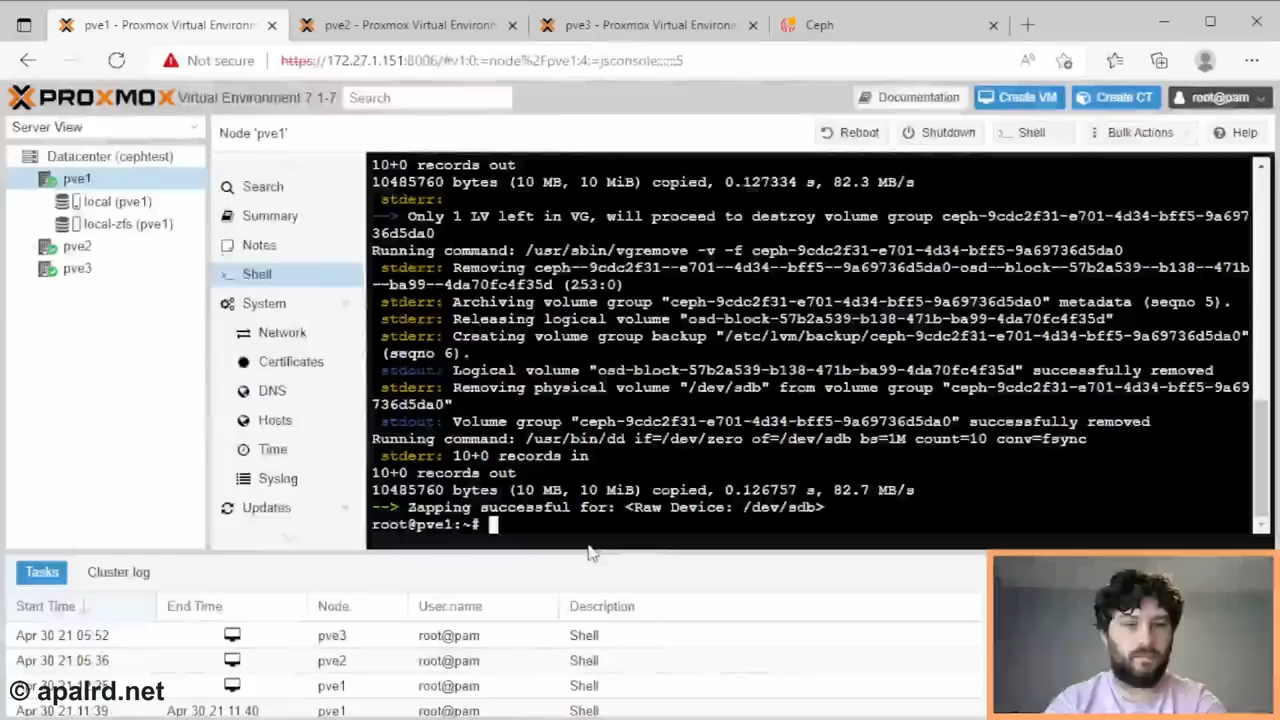 pve1 - Proxmox Virtual Environment
pve2 - Proxmox Virtual Environment
pve3 - Proxmox Virtual Environment
Ceph
Not secure
https://172.27.1.151:8006/#v1:0:=node%2Fpve1:4:=jsconsole:::::5
PROXMOX Virtual Environment 7 1-7
Search
Documentation
Create VM
Create CT
root@pam
Server View
Node 'pve1'
Reboot
Shutdown
Shell
Bulk Actions
Help
Datacenter (cephtest)
pve1
local (pve1)
local-zfs (pve1)
pve2
pve3
Search
Summary
Notes
Shell
System
Network
Certificates
DNS
Hosts
Time
Syslog
Updates
10+0 records out
10485760 bytes (10 MB, 10 MiB) copied, 0.127334 s, 82.3 MB/s
stderr:
--> Only 1 LV left in VG, will proceed to destroy volume group ceph-9cdc2f31-e701-4d34-bff5-9a697
36d5da0
Running command: /usr/sbin/vgremove -v -f ceph-9cdc2f31-e701-4d34-bff5-9a69736d5da0
stderr: Removing ceph--9cdc2f31--e701--4d34--bff5--9a69736d5da0-osd--block--57b2a539--b138--471b
--ba99--4da70fc4f35d (253:0)
stderr: Archiving volume group "ceph-9cdc2f31-e701-4d34-bff5-9a69736d5da0" metadata (seqno 5).
stderr: Releasing logical volume "osd-block-57b2a539-b138-471b-ba99-4da70fc4f35d"
stderr: Creating volume group backup "/etc/lvm/backup/ceph-9cdc2f31-e701-4d34-bff5-9a69736d5da0"
(seqno 6).
stdout: Logical volume "osd-block-57b2a539-b138-471b-ba99-4da70fc4f35d" successfully removed
stderr: Removing physical volume "/dev/sdb" from volume group "ceph-9cdc2f31-e701-4d34-bff5-9a69
736d5da0"
stdout: Volume group "ceph-9cdc2f31-e701-4d34-bff5-9a69736d5da0" successfully removed
Running command: /usr/bin/dd if=/dev/zero of=/dev/sdb bs=1M count=10 conv=fsync
stderr: 10+0 records in
10+0 records out
10485760 bytes (10 MB, 10 MiB) copied, 0.126757 s, 82.7 MB/s
--> Zapping successful for: <Raw Device: /dev/sdb>
root@pve1:~#
Tasks
Cluster log
Start Time
End Time
Node
User name
Description
Apr 30 21 05:52
pve3
root@pam
Shell
Apr 30 21 05:36
pve2
root@pam
Shell
pve1
root@pam
Shell
Apr 30 21:11:39
Apr 30 21 11 40
pve1
root@pam
Shell
© apalrd.net